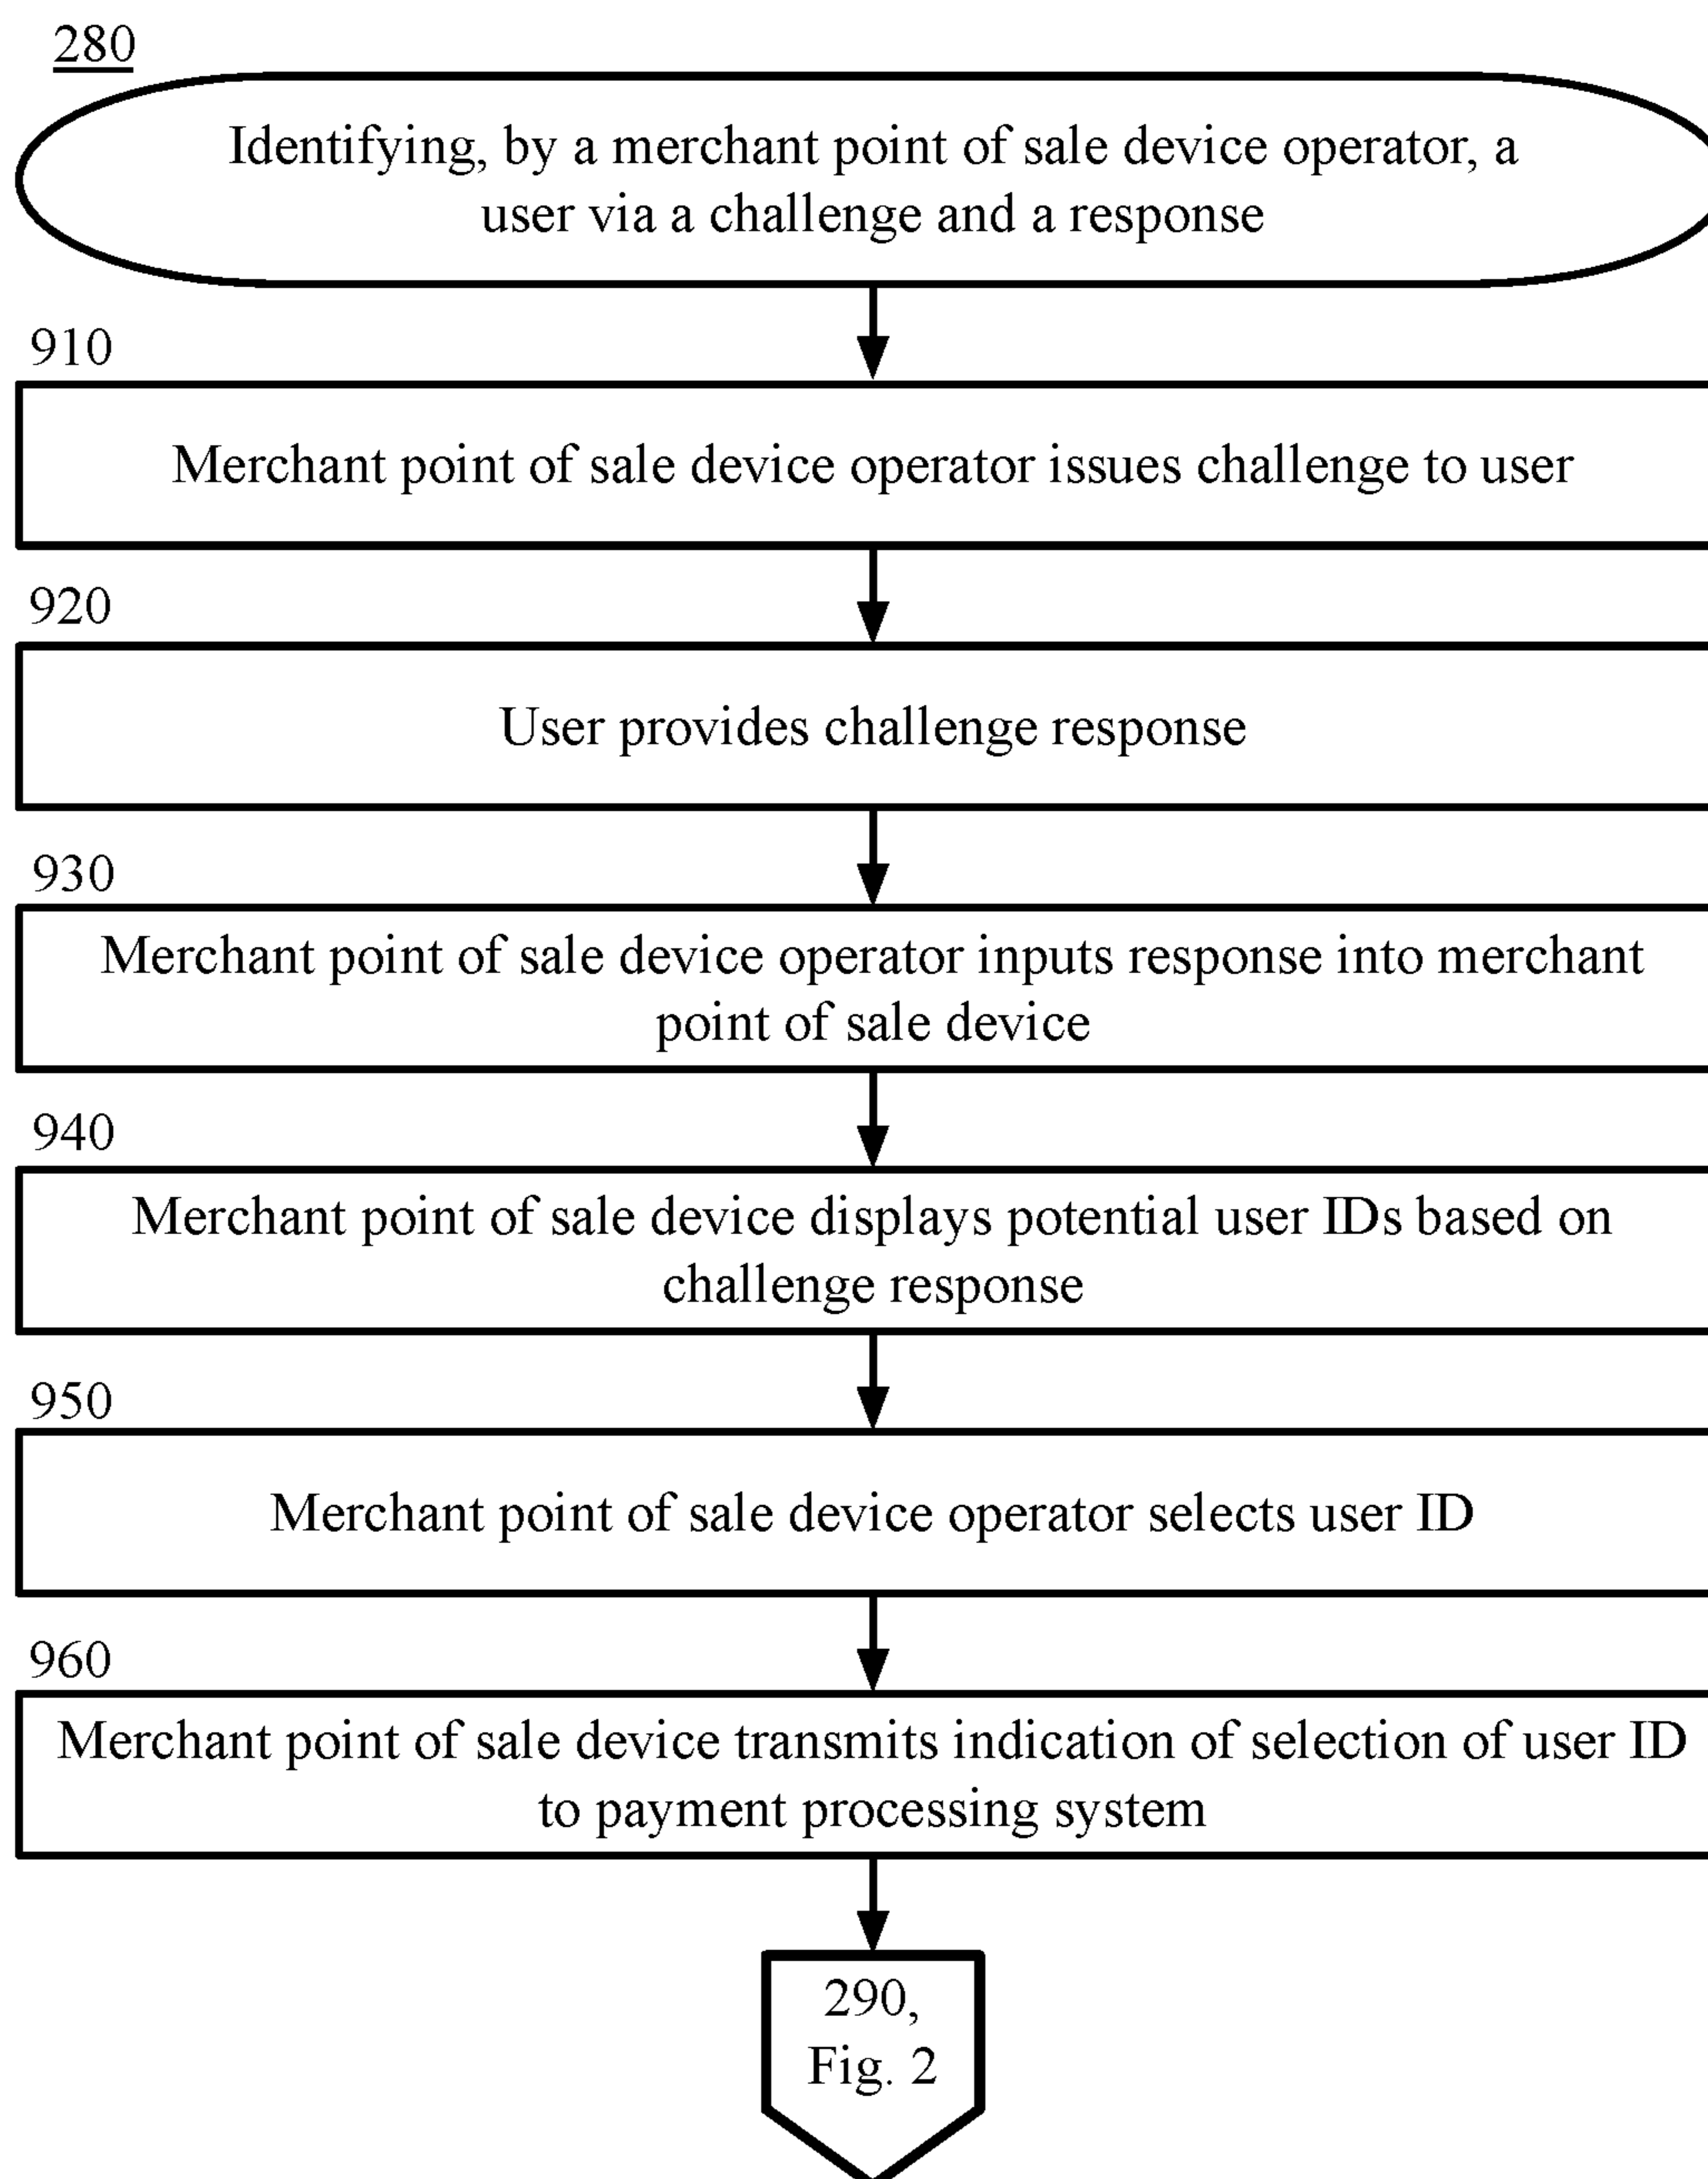 280
Identifying, by a merchant point of sale device operator, a
user via a challenge and a response
910
Merchant point of sale device operator issues challenge to user
920
User provides challenge response
930
Merchant point of sale device operator inputs response into merchant
point of sale device
940
Merchant point of sale device displays potential user IDs based on
challenge response
950
Merchant point of sale device operator selects user ID
960
Merchant point of sale device transmits indication of selection of user ID
to payment processing system
290,
Fig. 2